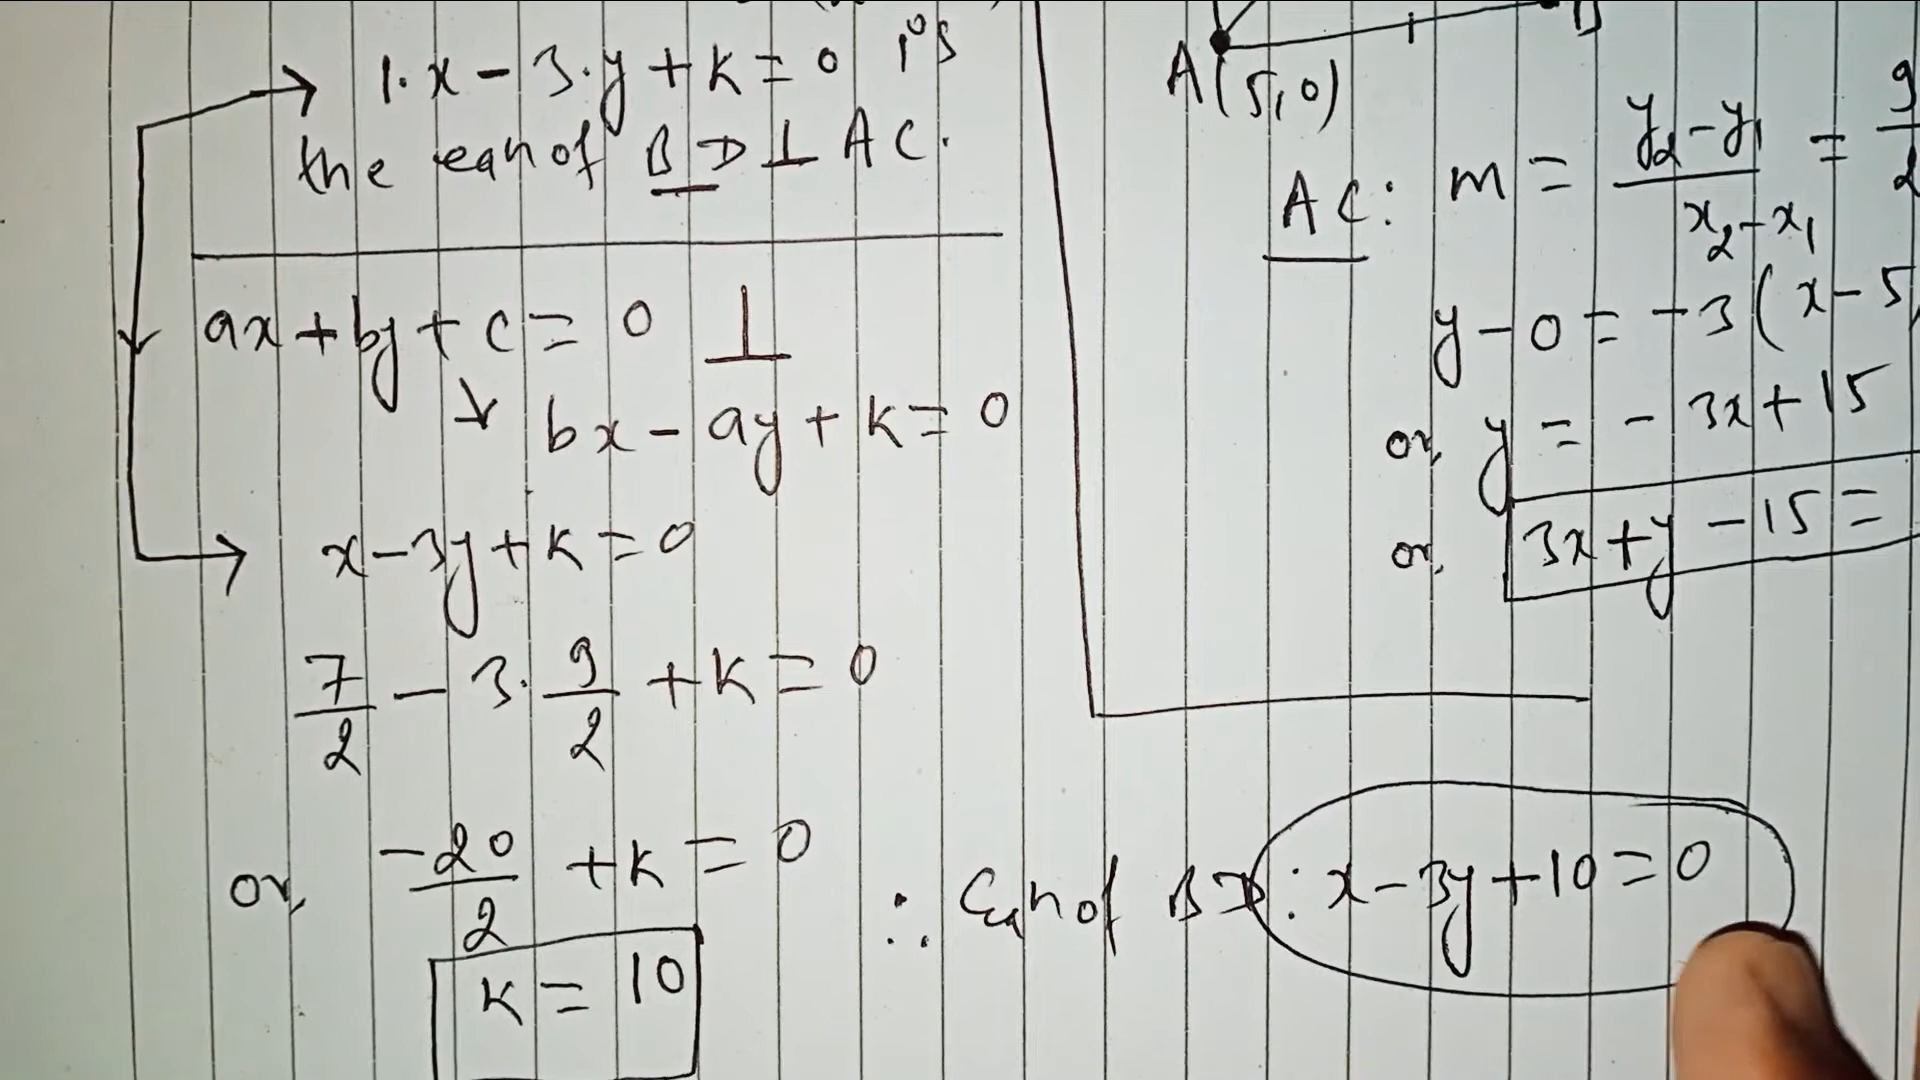 1·x - 3·y + k = 0 is
the eqn of BD ⊥ AC.
ax + by + c = 0 ⊥
bx - ay + k = 0
x - 3y + k = 0
7/2 - 3·9/2 + k = 0
or, -20/2 + k = 0
k = 10
B
A(5,0)
AC: m = y₂-y₁/x₂-x₁ = 9/2
y - 0 = -3(x - 5)
or, y = -3x + 15
or, 3x + y - 15 =
∴ Eqn of BD: x - 3y + 10 = 0